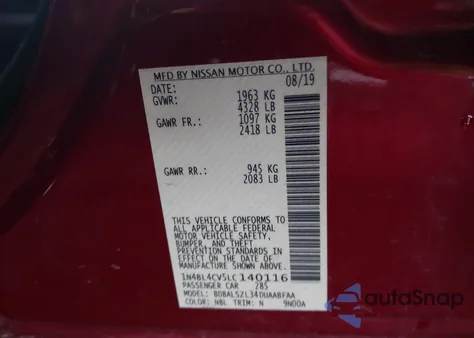 MFD BY NISSAN MOTOR CO., LTD.
DATE: 08/19
GVWR: 1963 KG
4328 LB
GAWR FR.: 1097 KG
2418 LB
GAWR RR.: 945 KG
2083 LB
THIS VEHICLE CONFORMS TO
ALL APPLICABLE FEDERAL
MOTOR VEHICLE SAFETY,
BUMPER, AND THEFT
PREVENTION STANDARDS IN
EFFECT ON THE DATE OF
MANUFACTURE SHOWN ABOVE.
1N4BL4CV5LC140116
PASSENGER CAR 285
MODEL: BDBALSZL34DUAABFAA
COLOR: NBL TRIM: N 9N00A
autoSnap